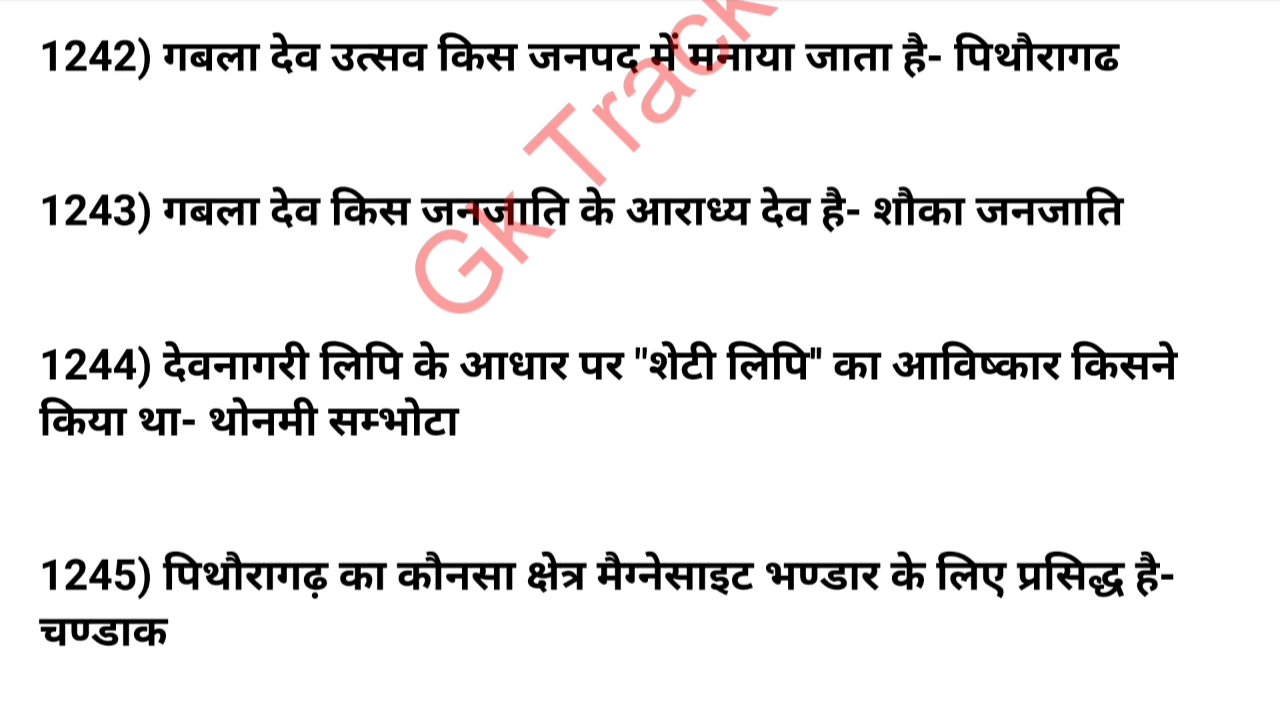 1242) गबला देव उत्सव किस जनपद में मनाया जाता है- पिथौरागढ
1243) गबला देव किस जनजाति के आराध्य देव है- शौका जनजाति
1244) देवनागरी लिपि के आधार पर "शेटी लिपि" का आविष्कार किसने
किया था- थोनमी सम्भोटा
1245) पिथौरागढ़ का कौनसा क्षेत्र मैग्नेसाइट भण्डार के लिए प्रसिद्ध है-
चण्डाक
Gk Track